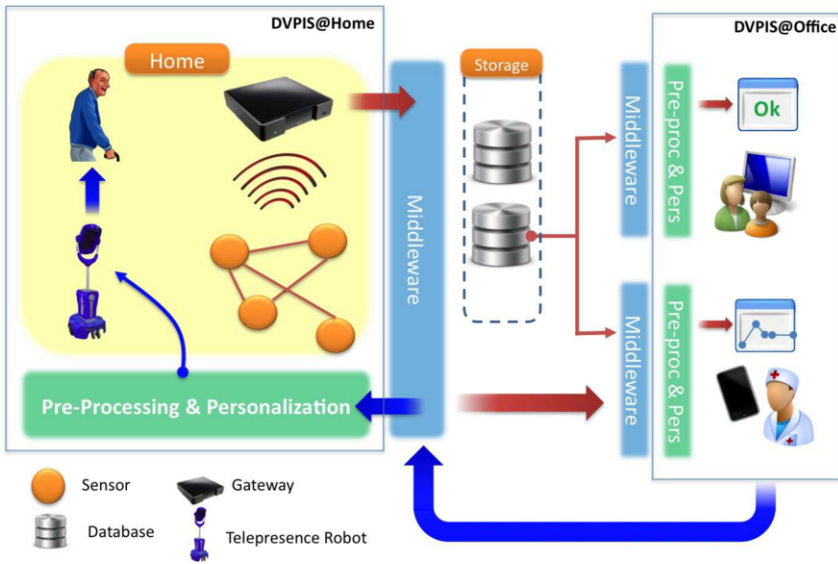 DVPIS@Home
Home
Middleware
Storage
Middleware
Pre-proc & Pers
DVPIS@Office
Ok
Middleware
Pre-proc & Pers
Pre-Processing & Personalization
Sensor
Gateway
Database
Telepresence Robot